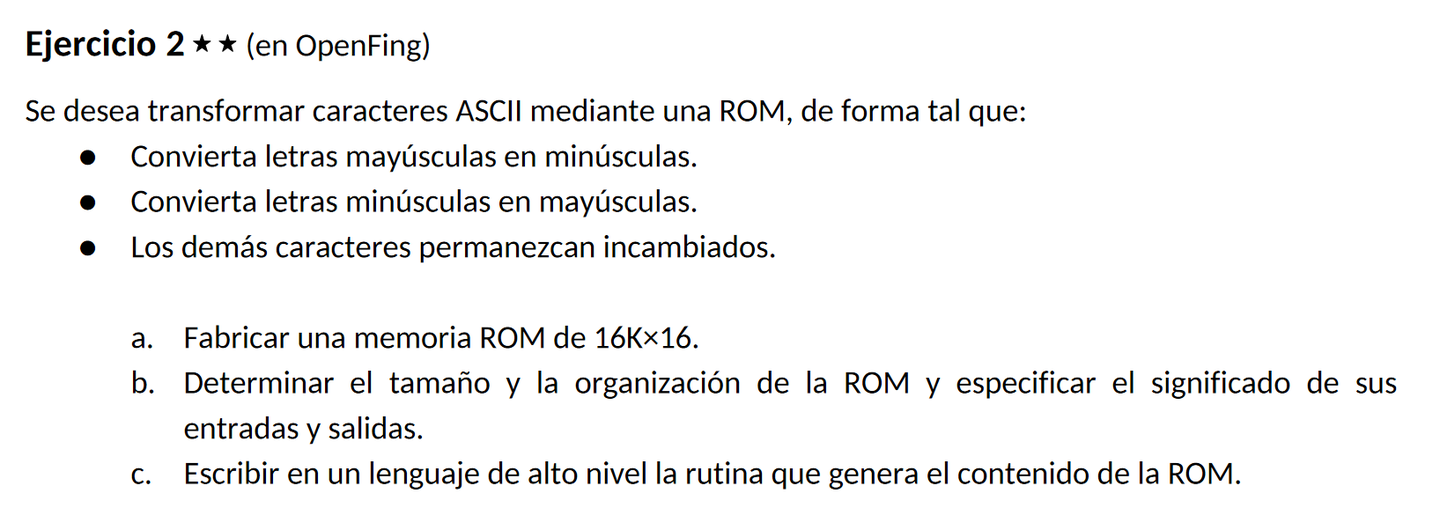 Ejercicio 2 ★ ★ (en OpenFing)
Se desea transformar caracteres ASCII mediante una ROM, de forma tal que:
● Convierta letras mayúsculas en minúsculas.
● Convierta letras minúsculas en mayúsculas.
● Los demás caracteres permanezcan incambiados.
a. Fabricar una memoria ROM de 16K×16.
b. Determinar el tamaño y la organización de la ROM y especificar el significado de sus
entradas y salidas.
c. Escribir en un lenguaje de alto nivel la rutina que genera el contenido de la ROM.